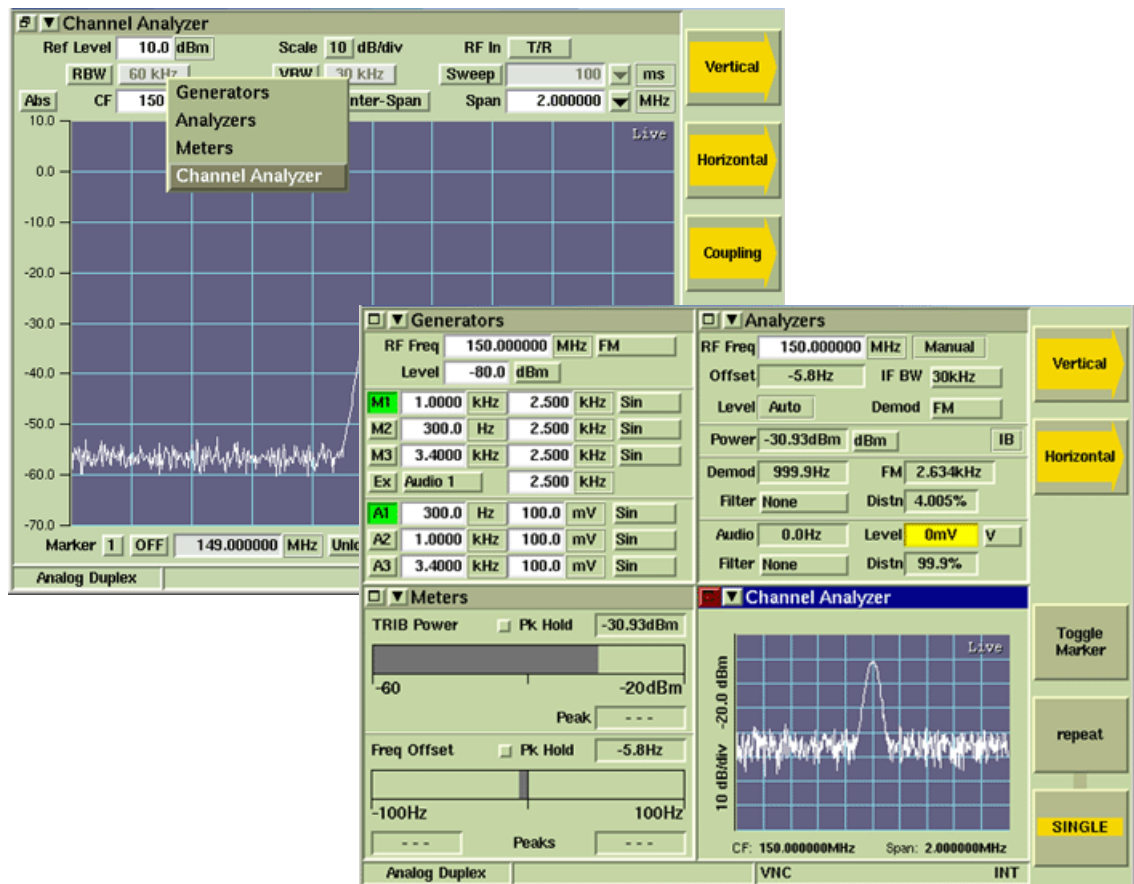 Channel Analyzer
Ref Level 10.0 dBm Scale 10 dB/div RF In T/R
RBW 60 kHz VBW 30 kHz Sweep 100 ms
Abs CF 150 nter-Span Span 2.000000 MHz
Generators
Analyzers
Meters
Channel Analyzer
Live
10.0
0.0
-10.0
-20.0
-30.0
-40.0
-50.0
-60.0
-70.0
Marker 1 OFF 149.000000 MHz
Analog Duplex
Vertical
Horizontal
Coupling
Generators
RF Freq 150.000000 MHz FM
Level -80.0 dBm
M1 1.0000 kHz 2.500 kHz Sin
M2 300.0 Hz 2.500 kHz Sin
M3 3.4000 kHz 2.500 kHz Sin
Ex Audio 1 2.500 kHz
A1 300.0 Hz 100.0 mV Sin
A2 1.0000 kHz 100.0 mV Sin
A3 3.4000 kHz 100.0 mV Sin
Analyzers
RF Freq 150.000000 MHz Manual
Offset -5.8Hz IF BW 30kHz
Level Auto Demod FM
Power -30.93dBm dBm IB
Demod 999.9Hz FM 2.634kHz
Filter None Distn 4.005%
Audio 0.0Hz Level 0mV V
Filter None Distn 99.9%
Meters
TRIB Power Pk Hold -30.93dBm
-60 -20dBm
Peak - - -
Freq Offset Pk Hold -5.8Hz
-100Hz 100Hz
- - - Peaks - - -
Channel Analyzer
Live
10 dB/div -20.0 dBm
CF: 150.000000MHz Span: 2.000000MHz
Analog Duplex VNC INT
Vertical
Horizontal
Toggle
Marker
repeat
SINGLE